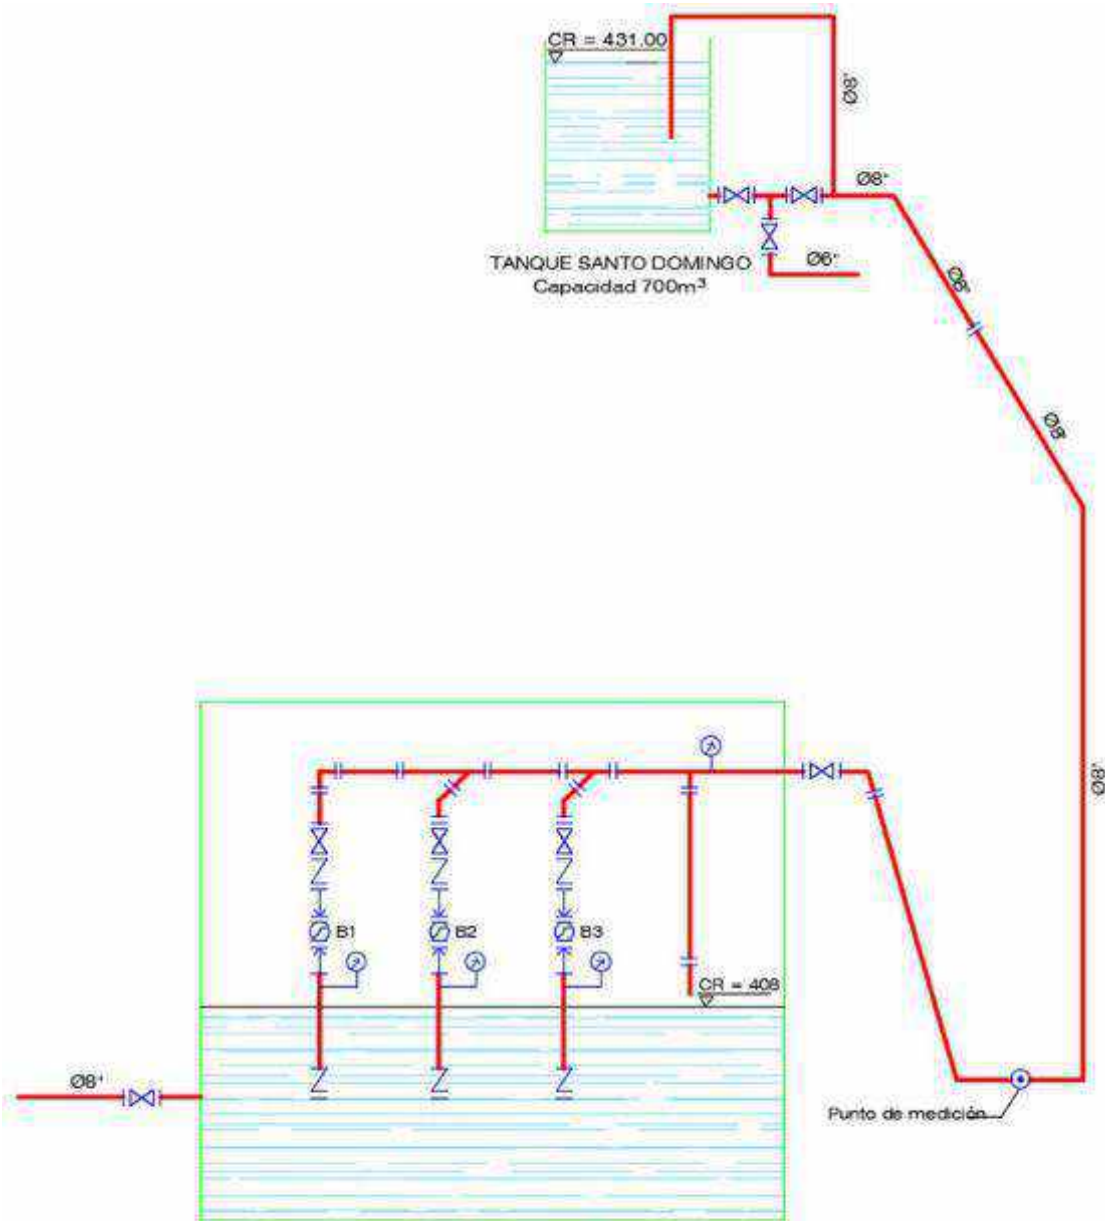 CR = 431.00
Ø8"
Ø8"
TANQUE SANTO DOMINGO
Capacidad 700m³
Ø6"
Ø8"
Ø8"
Ø8"
B1
B2
B3
CR = 408
Ø8"
Punto de medición